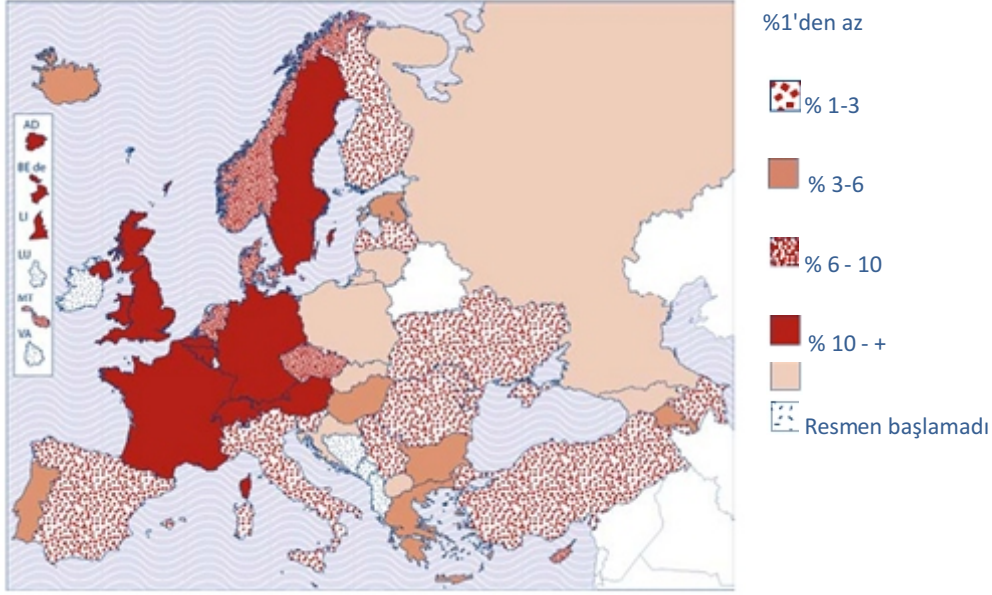 %1'den az
% 1-3
% 3-6
% 6 - 10
% 10 - +
Resmen başlamadı
AD
BE de
LI
LU
MT
VA